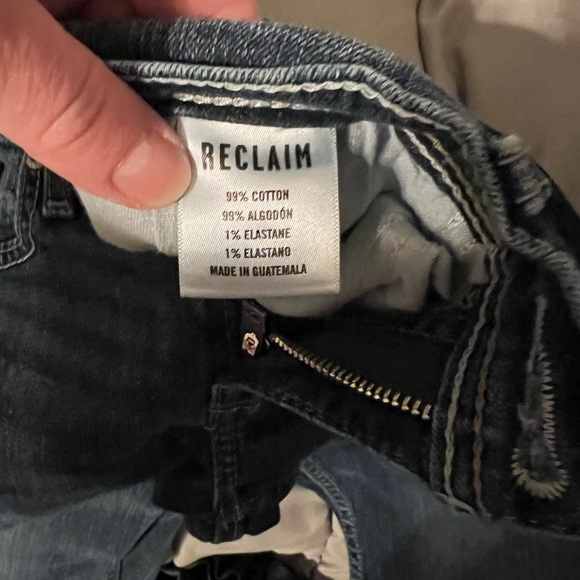 RECLAIM
99% COTTON
99% ALGODÓN
1% ELASTANE
1% ELASTANO
MADE IN GUATEMALA